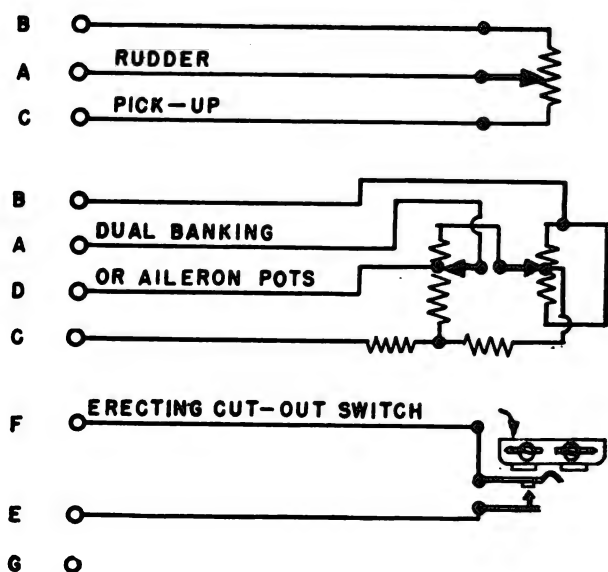 B
A RUDDER
C PICK-UP
B
A DUAL BANKING
D OR AILERON POTS
C
F ERECTING CUT-OUT SWITCH
E
G